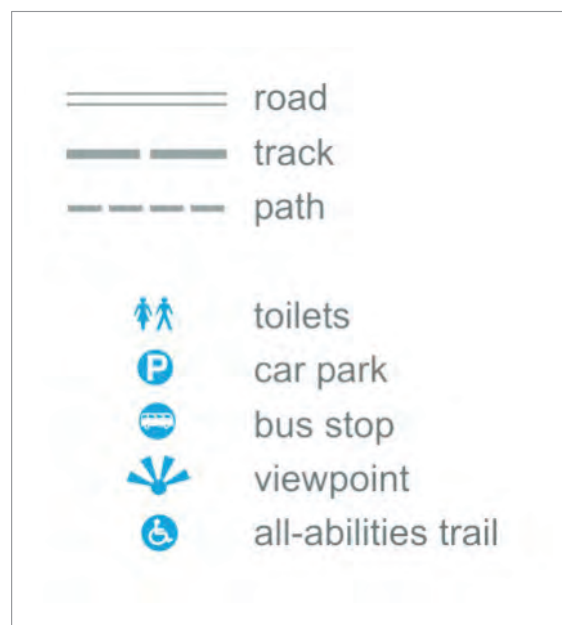 road
track
path
toilets
P
car park
bus stop
viewpoint
all-abilities trail